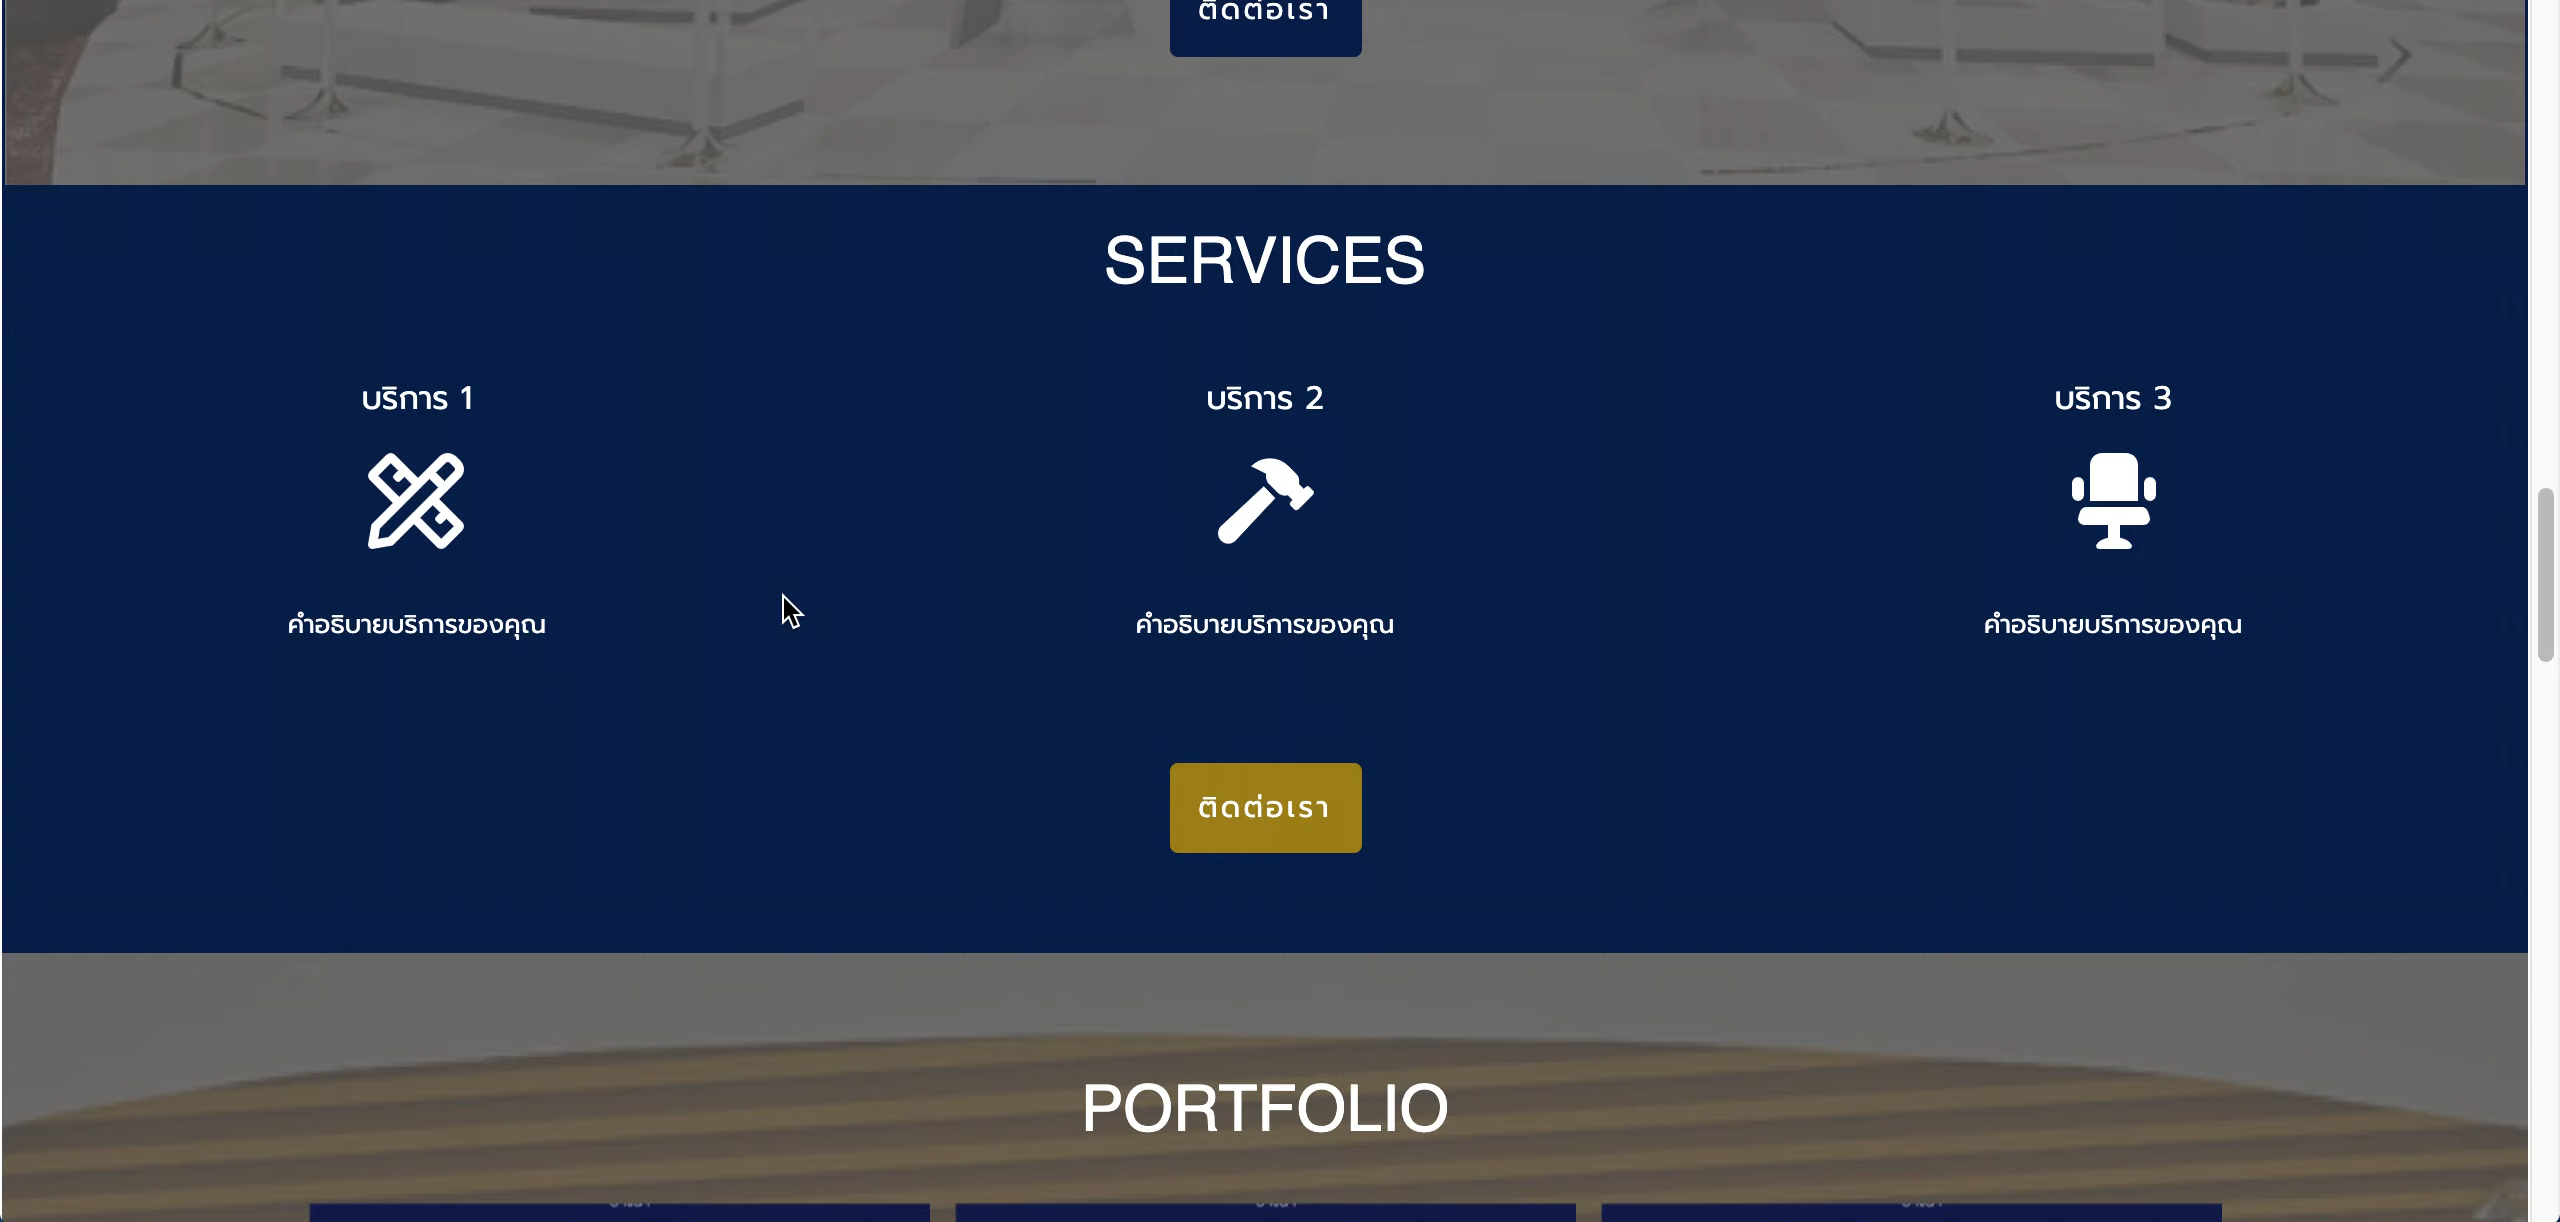 ติดต่อเรา
SERVICES
บริการ 1
บริการ 2
บริการ 3
คำอธิบายบริการของคุณ
คำอธิบายบริการของคุณ
คำอธิบายบริการของคุณ
ติดต่อเรา
PORTFOLIO